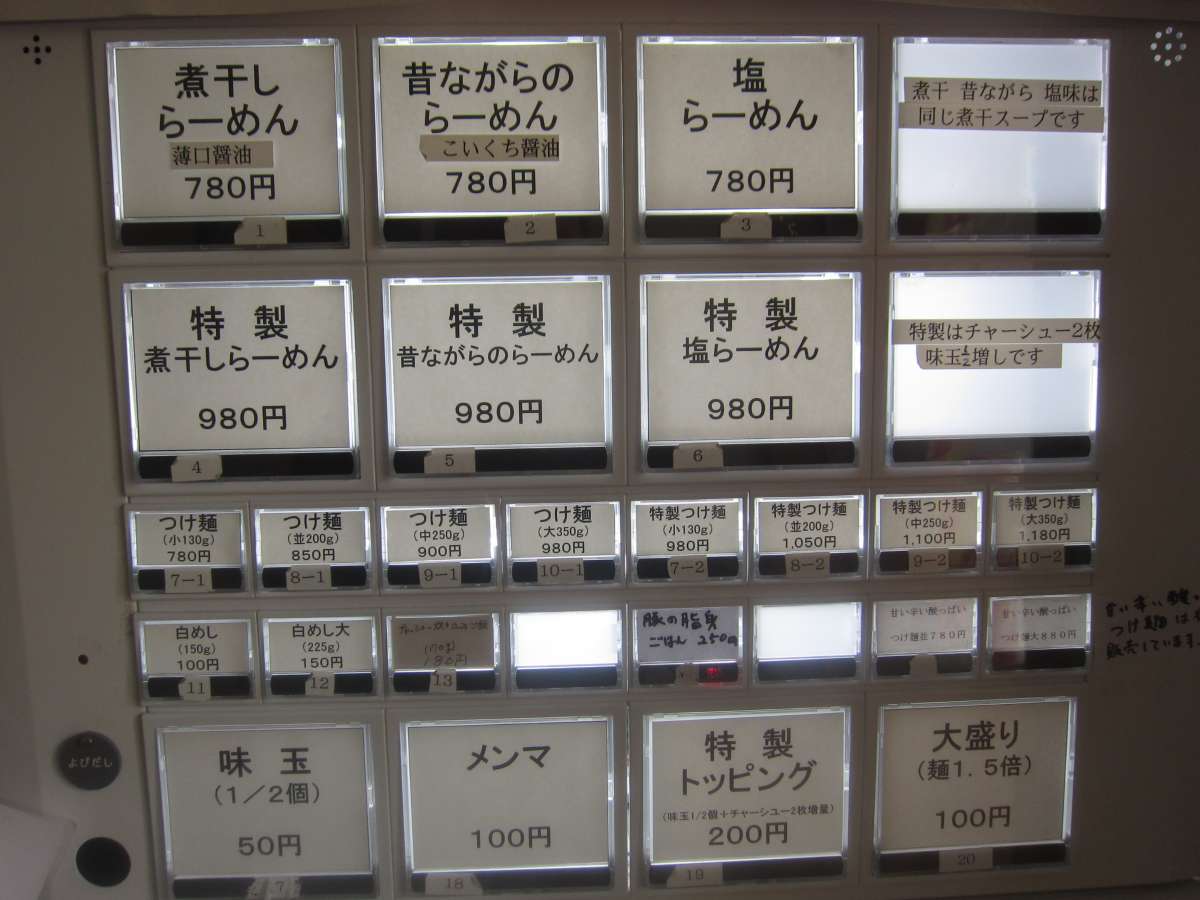 煮干し
らーめん
薄口醤油
780円
1
昔ながらの
らーめん
こいくち醤油
780円
2
塩
らーめん
780円
3
煮干 昔ながら 塩味は
同じ煮干スープです
特 製
煮干しらーめん
980円
4
特 製
昔ながらのらーめん
980円
5
特 製
塩らーめん
980円
6
特製はチャーシュー2枚
味玉½増しです
つけ麺
(小130g)
780円
7-1
つけ麺
(並200g)
850円
8-1
つけ麺
(中250g)
900円
9-1
つけ麺
(大350g)
980円
10-1
特製つけ麺
(小130g)
980円
7-2
特製つけ麺
(並200g)
1,050円
8-2
特製つけ麺
(中250g)
1,100円
9-2
特製つけ麺
(大350g)
1,180円
10-2
白めし
(150g)
100円
11
白めし大
(225g)
150円
12
13
豚の脂身
ごはん 250円
甘い辛い酸っぱい
つけ麺並780円
甘い辛い酸っぱい
つけ麺大880円
甘い辛い酸っ
つけ麺は
販売しています
よびだし
味 玉
(1/2個)
50円
メンマ
100円
18
特 製
トッピング
(味玉1/2個+チャーシュー2枚増量)
200円
19
大盛り
(麺1.5倍)
100円
20